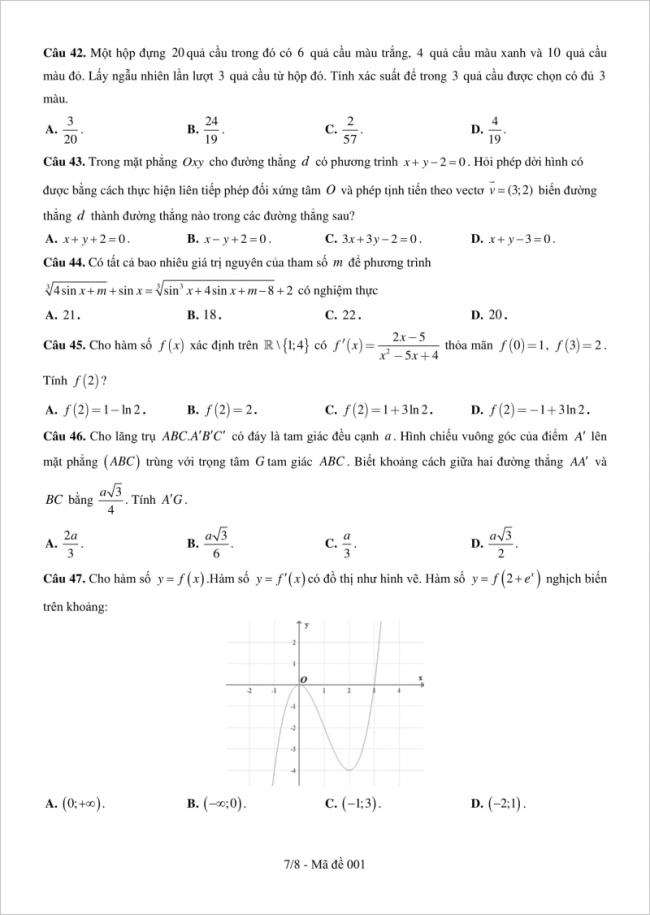 Câu 42. Một hộp đựng 20 quả cầu trong đó có 6 quả cầu màu trắng, 4 quả cầu màu xanh và 10 quả cầu
màu đỏ. Lấy ngẫu nhiên lần lượt 3 quả cầu từ hộp đó. Tính xác suất để trong 3 quả cầu được chọn có đủ 3
màu.
A. 3/20. B. 24/19. C. 2/57. D. 4/19.
Câu 43. Trong mặt phẳng Oxy cho đường thẳng d có phương trình x + y − 2 = 0. Hỏi phép dời hình có
được bằng cách thực hiện liên tiếp phép đối xứng tâm O và phép tịnh tiến theo vectơ v⃗ = (3;2) biến đường
thẳng d thành đường thẳng nào trong các đường thẳng sau?
A. x + y + 2 = 0. B. x − y + 2 = 0. C. 3x + 3y − 2 = 0. D. x + y − 3 = 0.
Câu 44. Có tất cả bao nhiêu giá trị nguyên của tham số m để phương trình
∛(4 sin x + m) + sin x = ∛(sin³ x + 4 sin x + m − 8) + 2 có nghiệm thực
A. 21. B. 18. C. 22. D. 20.
Câu 45. Cho hàm số f(x) xác định trên ℝ\{1;4} có f′(x) = (2x − 5)/(x² − 5x + 4) thỏa mãn f(0) = 1, f(3) = 2.
Tính f(2)?
A. f(2) = 1 − ln 2. B. f(2) = 2. C. f(2) = 1 + 3 ln 2. D. f(2) = −1 + 3 ln 2.
Câu 46. Cho lăng trụ ABC.A′B′C′ có đáy là tam giác đều cạnh a. Hình chiếu vuông góc của điểm A′ lên
mặt phẳng (ABC) trùng với trọng tâm G tam giác ABC. Biết khoảng cách giữa hai đường thẳng AA′ và
BC bằng a√3/4. Tính A′G.
A. 2a/3. B. a√3/6. C. a/3. D. a√3/2.
Câu 47. Cho hàm số y = f(x).Hàm số y = f′(x) có đồ thị như hình vẽ. Hàm số y = f(2 + eˣ) nghịch biến
trên khoảng:
y
2
1
O x
-2 -1 1 2 3 4
-1
-2
-3
-4
A. (0;+∞). B. (−∞;0). C. (−1;3). D. (−2;1).
7/8 - Mã đề 001